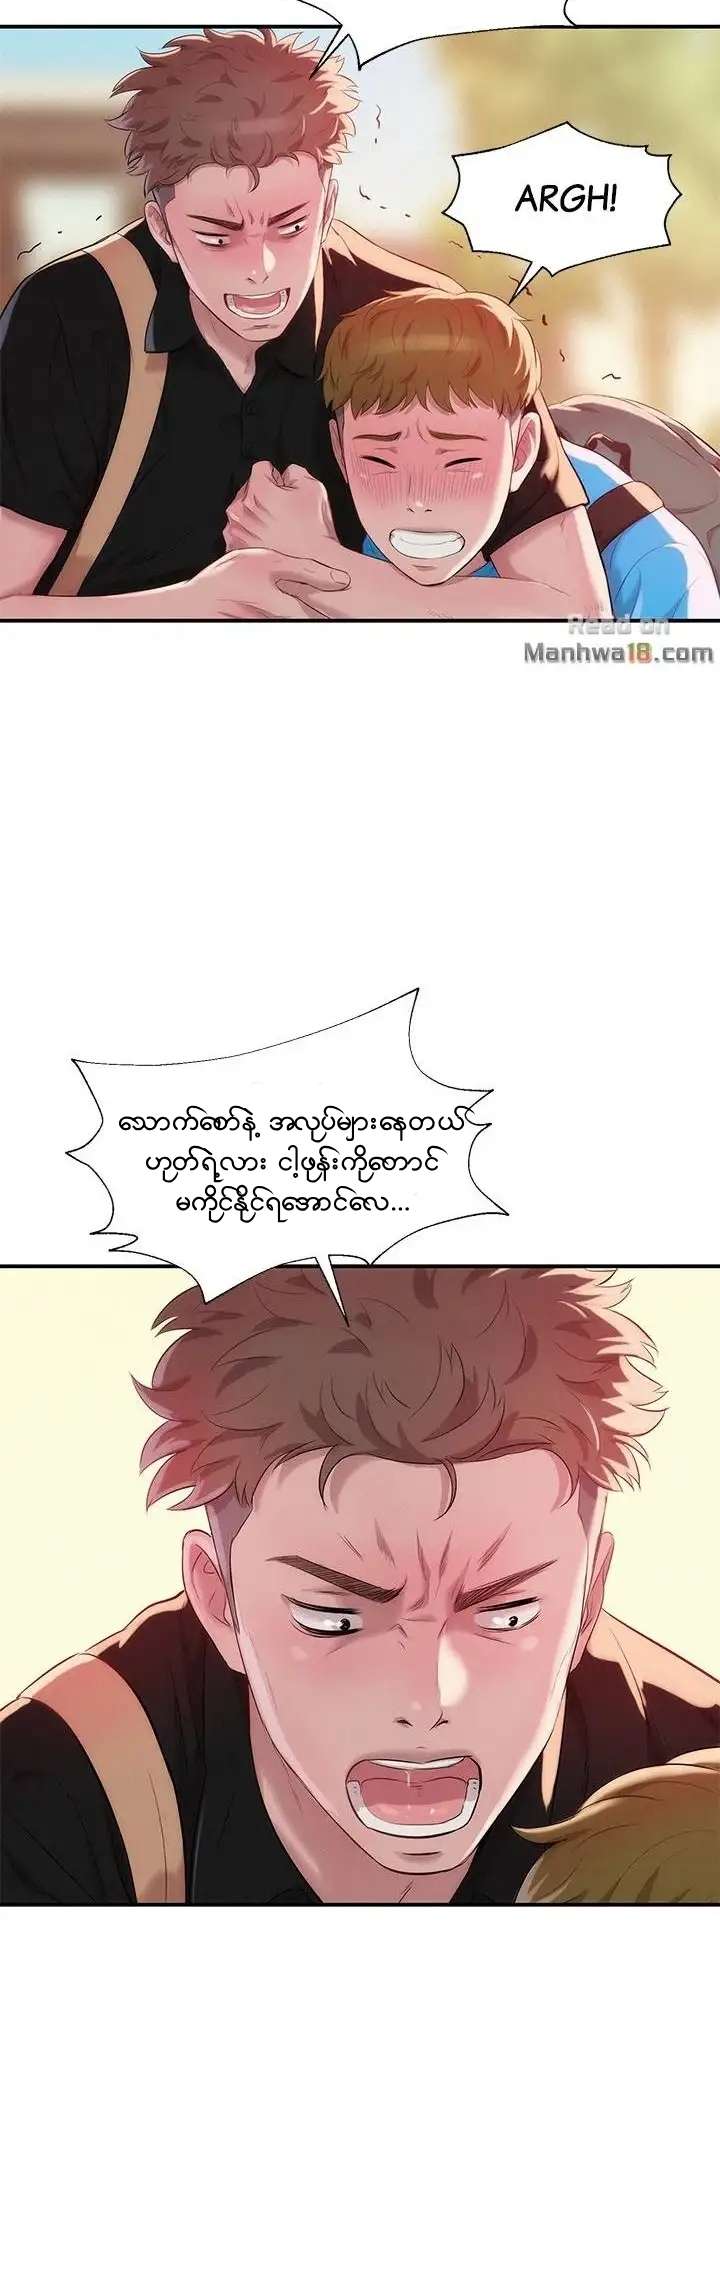 ARGH!
Read on
Manhwa18.com
သောက်စော်နဲ့ အလုပ်များနေတယ်
ဟုတ်ရဲ့လား ငါ့ဖုန်းကိုတောင်
မကိုင်နိုင်ရအောင်လေ...